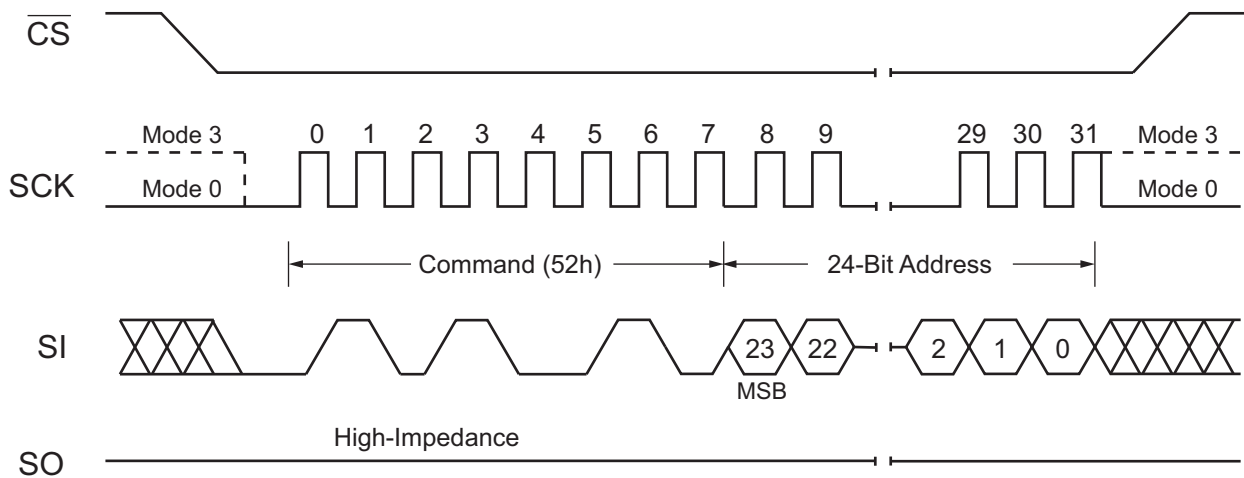 CS
Mode 3 0 1 2 3 4 5 6 7 8 9 29 30 31 Mode 3
SCK Mode 0 Mode 0
Command (52h) 24-Bit Address
SI 23 22 2 1 0
MSB
High-Impedance
SO